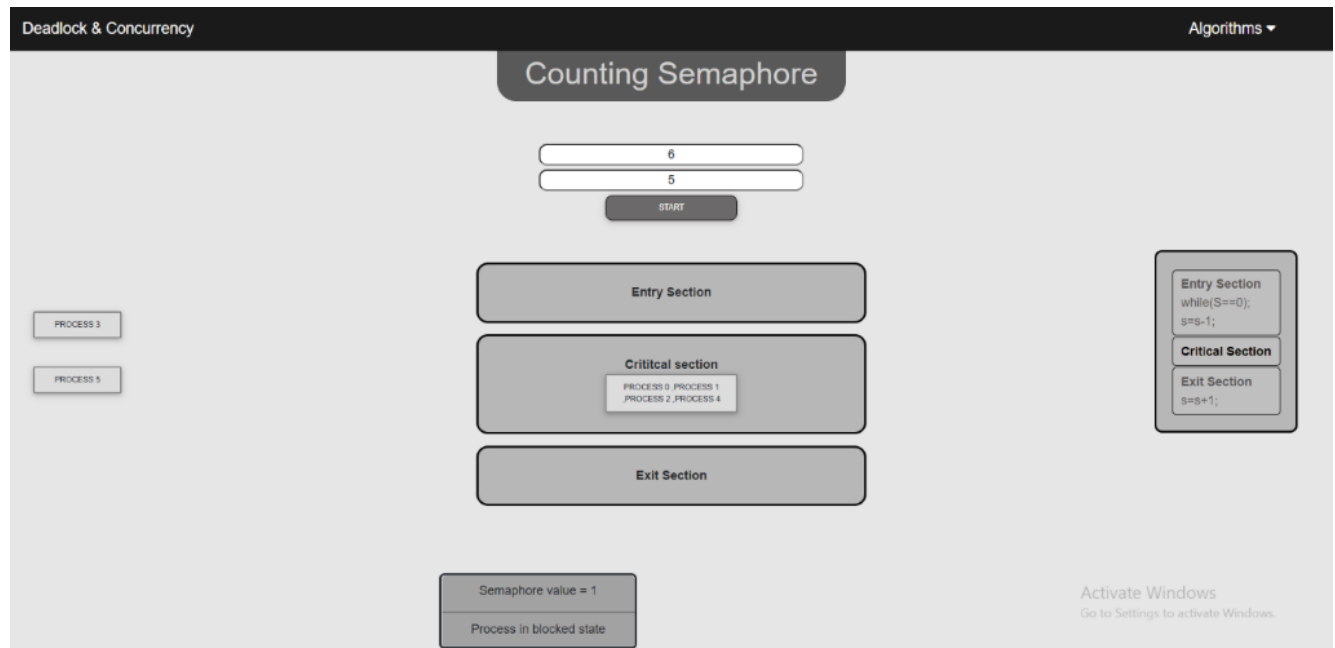 Deadlock & Concurrency
Algorithms
Counting Semaphore
6
5
START
Entry Section
Crititcal section
PROCESS 0 ,PROCESS 1
,PROCESS 2 ,PROCESS 4
Exit Section
PROCESS 3
PROCESS 5
Entry Section
while(S==0);
s=s-1;
Critical Section
Exit Section
s=s+1;
Semaphore value = 1
Process in blocked state
Activate Windows
Go to Settings to activate Windows.